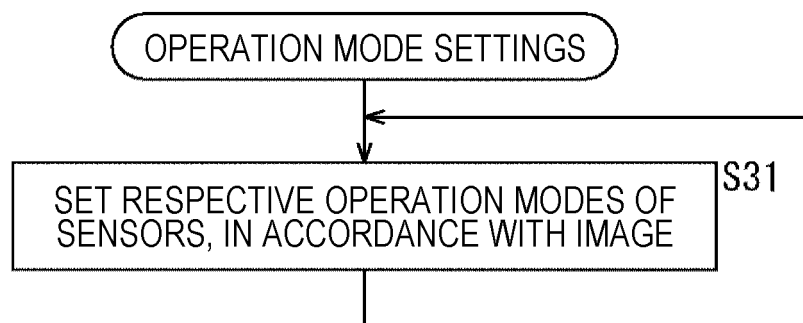 OPERATION MODE SETTINGS
S31
SET RESPECTIVE OPERATION MODES OF
SENSORS, IN ACCORDANCE WITH IMAGE